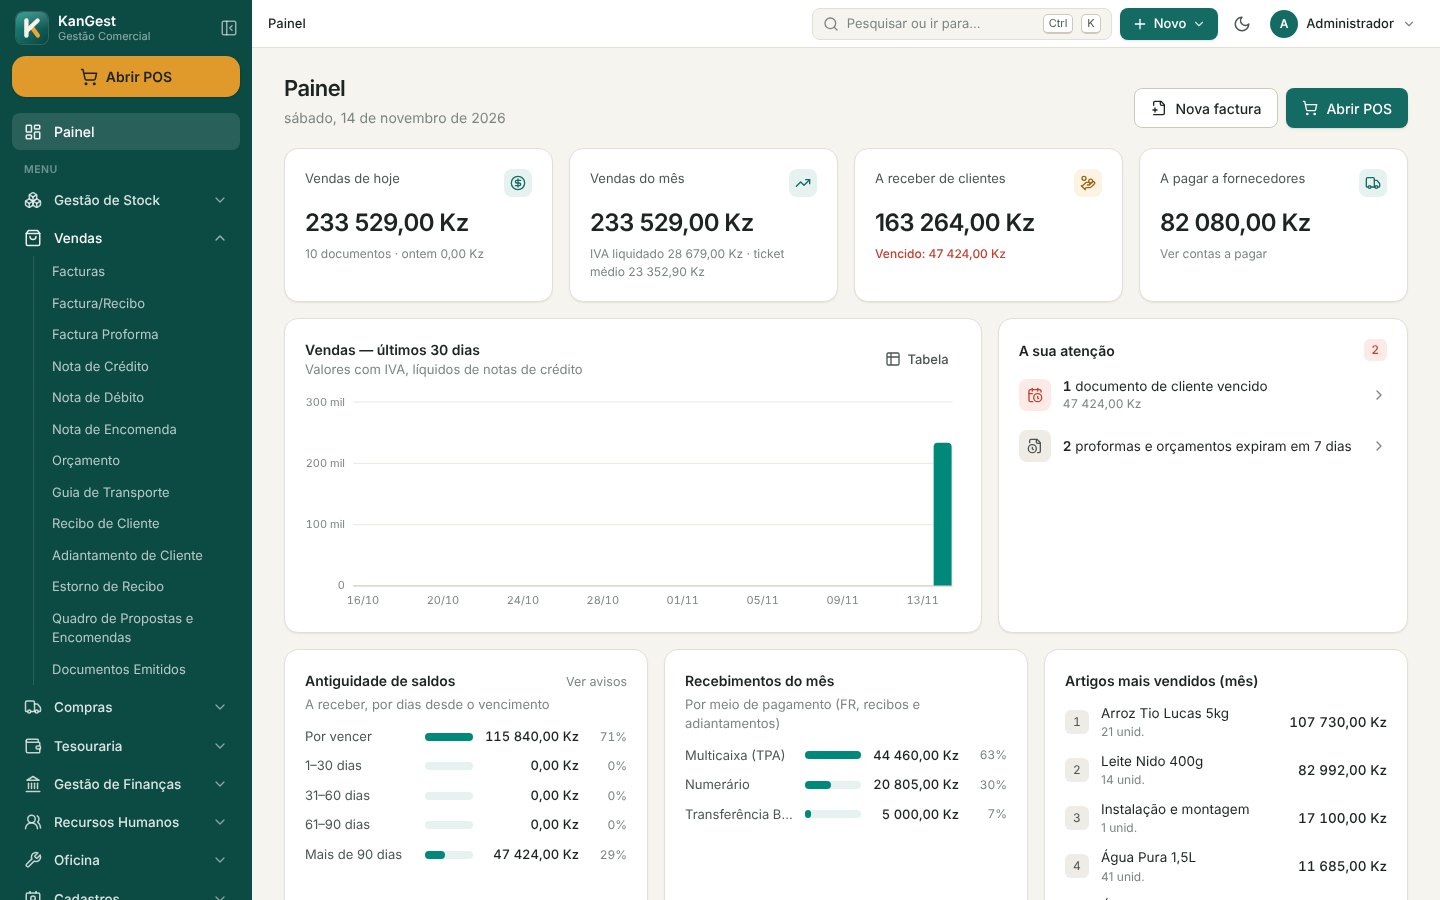 KanGest
Gestão Comercial
Abrir POS
Painel
MENU
Gestão de Stock
Vendas
Facturas
Factura/Recibo
Factura Proforma
Nota de Crédito
Nota de Débito
Nota de Encomenda
Orçamento
Guia de Transporte
Recibo de Cliente
Adiantamento de Cliente
Estorno de Recibo
Quadro de Propostas e
Encomendas
Documentos Emitidos
Compras
Tesouraria
Gestão de Finanças
Recursos Humanos
Oficina
Cadastros
Painel
Pesquisar ou ir para...
Ctrl K
Novo
A
Administrador
Painel
sábado, 14 de novembro de 2026
Nova factura
Abrir POS
Vendas de hoje
233 529,00 Kz
10 documentos · ontem 0,00 Kz
Vendas do mês
233 529,00 Kz
IVA liquidado 28 679,00 Kz · ticket
médio 23 352,90 Kz
A receber de clientes
163 264,00 Kz
Vencido: 47 424,00 Kz
A pagar a fornecedores
82 080,00 Kz
Ver contas a pagar
Vendas — últimos 30 dias
Valores com IVA, líquidos de notas de crédito
Tabela
300 mil
200 mil
100 mil
0
16/10 20/10 24/10 28/10 01/11 05/11 09/11 13/11
A sua atenção
2
1 documento de cliente vencido
47 424,00 Kz
2 proformas e orçamentos expiram em 7 dias
Antiguidade de saldos
Ver avisos
A receber, por dias desde o vencimento
Por vencer 115 840,00 Kz 71%
1–30 dias 0,00 Kz 0%
31–60 dias 0,00 Kz 0%
61–90 dias 0,00 Kz 0%
Mais de 90 dias 47 424,00 Kz 29%
Recebimentos do mês
Por meio de pagamento (FR, recibos e
adiantamentos)
Multicaixa (TPA) 44 460,00 Kz 63%
Numerário 20 805,00 Kz 30%
Transferência B... 5 000,00 Kz 7%
Artigos mais vendidos (mês)
1 Arroz Tio Lucas 5kg 107 730,00 Kz
21 unid.
2 Leite Nido 400g 82 992,00 Kz
14 unid.
3 Instalação e montagem 17 100,00 Kz
1 unid.
4 Água Pura 1,5L 11 685,00 Kz
41 unid.